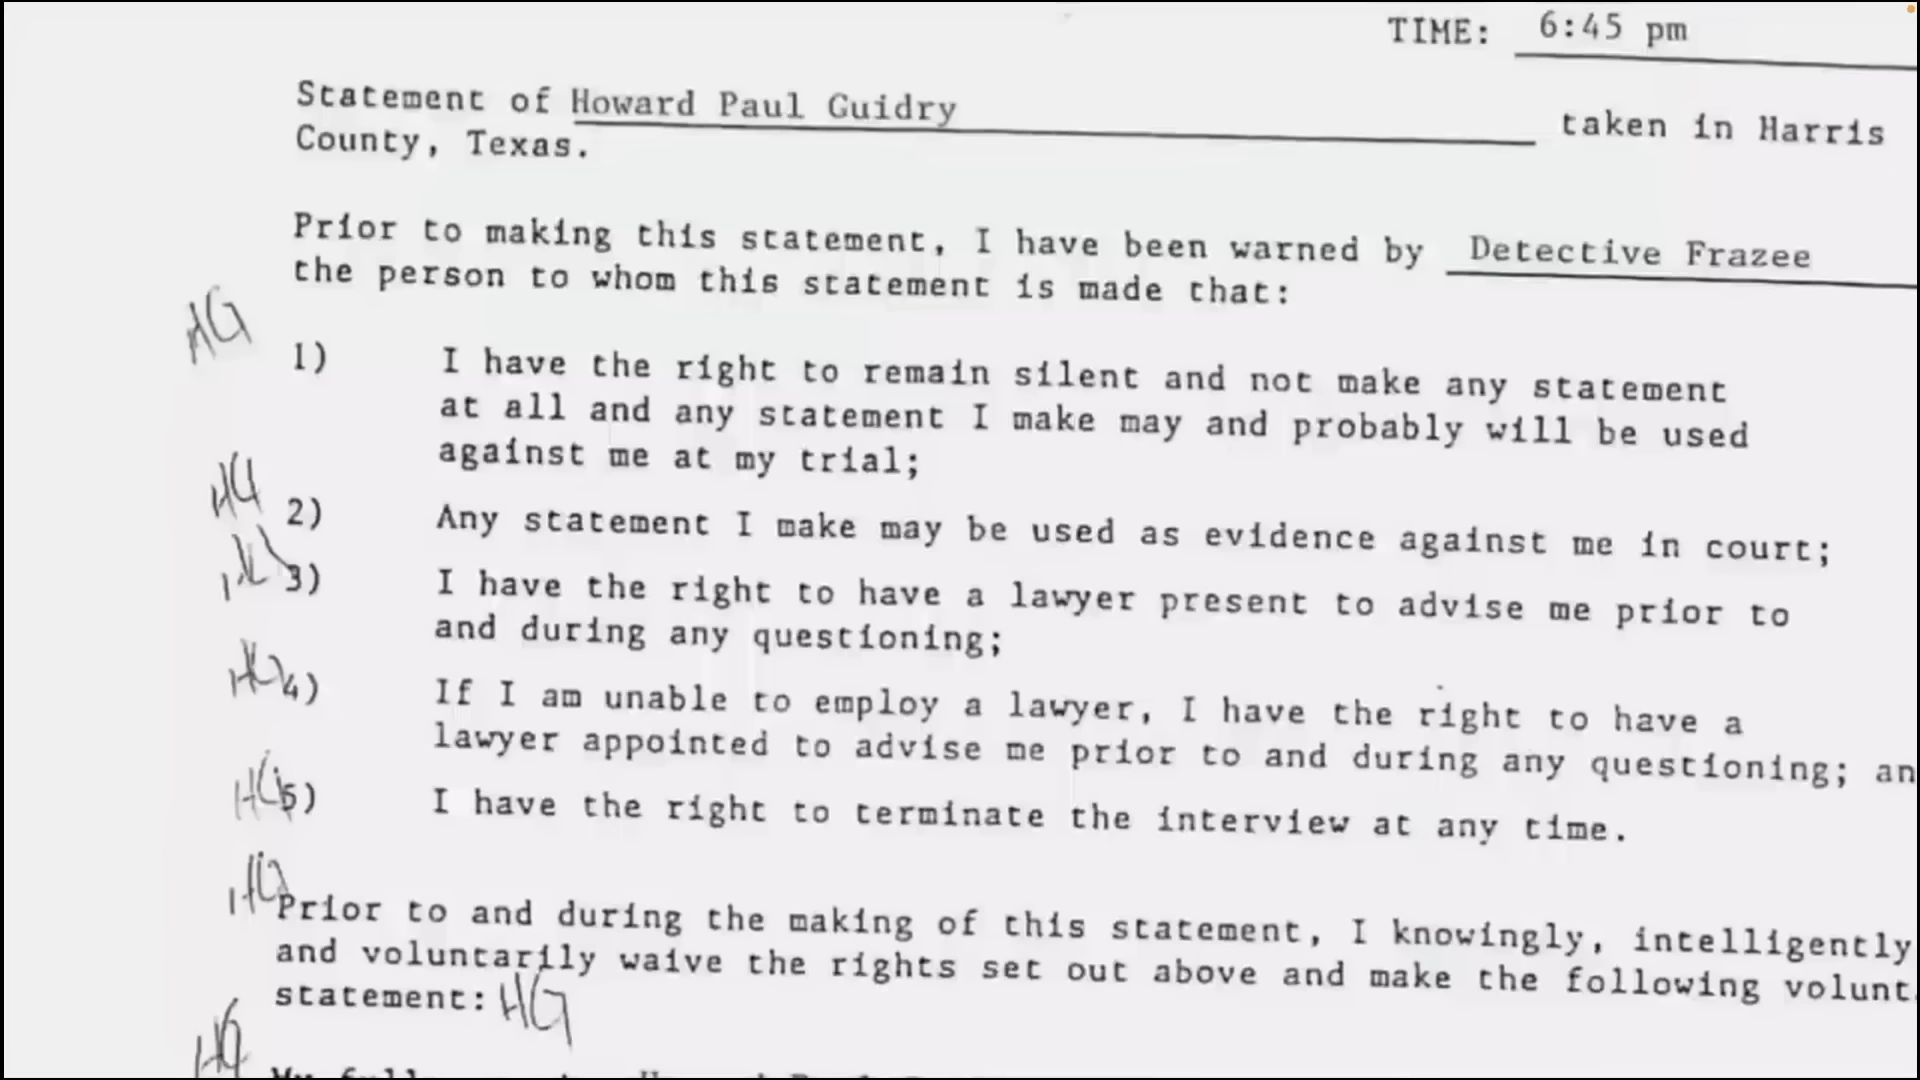 TIME: 6:45 pm
Statement of Howard Paul Guidry taken in Harris
County, Texas.
Prior to making this statement, I have been warned by Detective Frazee
the person to whom this statement is made that:
HG
1) I have the right to remain silent and not make any statement
at all and any statement I make may and probably will be used
against me at my trial;
HG
2) Any statement I make may be used as evidence against me in court;
HG
3) I have the right to have a lawyer present to advise me prior to
and during any questioning;
HG
4) If I am unable to employ a lawyer, I have the right to have a
lawyer appointed to advise me prior to and during any questioning; an
HG
5) I have the right to terminate the interview at any time.
HG
Prior to and during the making of this statement, I knowingly, intelligently
and voluntarily waive the rights set out above and make the following volunt
statement: HG
HG